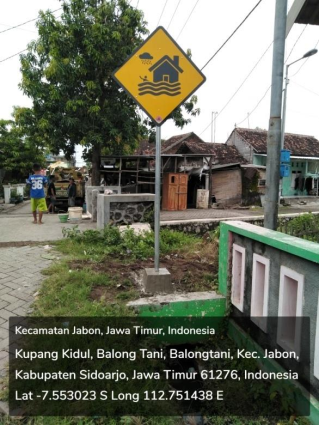 36
Kecamatan Jabon, Jawa Timur, Indonesia
Kupang Kidul, Balong Tani, Balongtani, Kec. Jabon,
Kabupaten Sidoarjo, Jawa Timur 61276, Indonesia
Lat -7.553023 S Long 112.751438 E